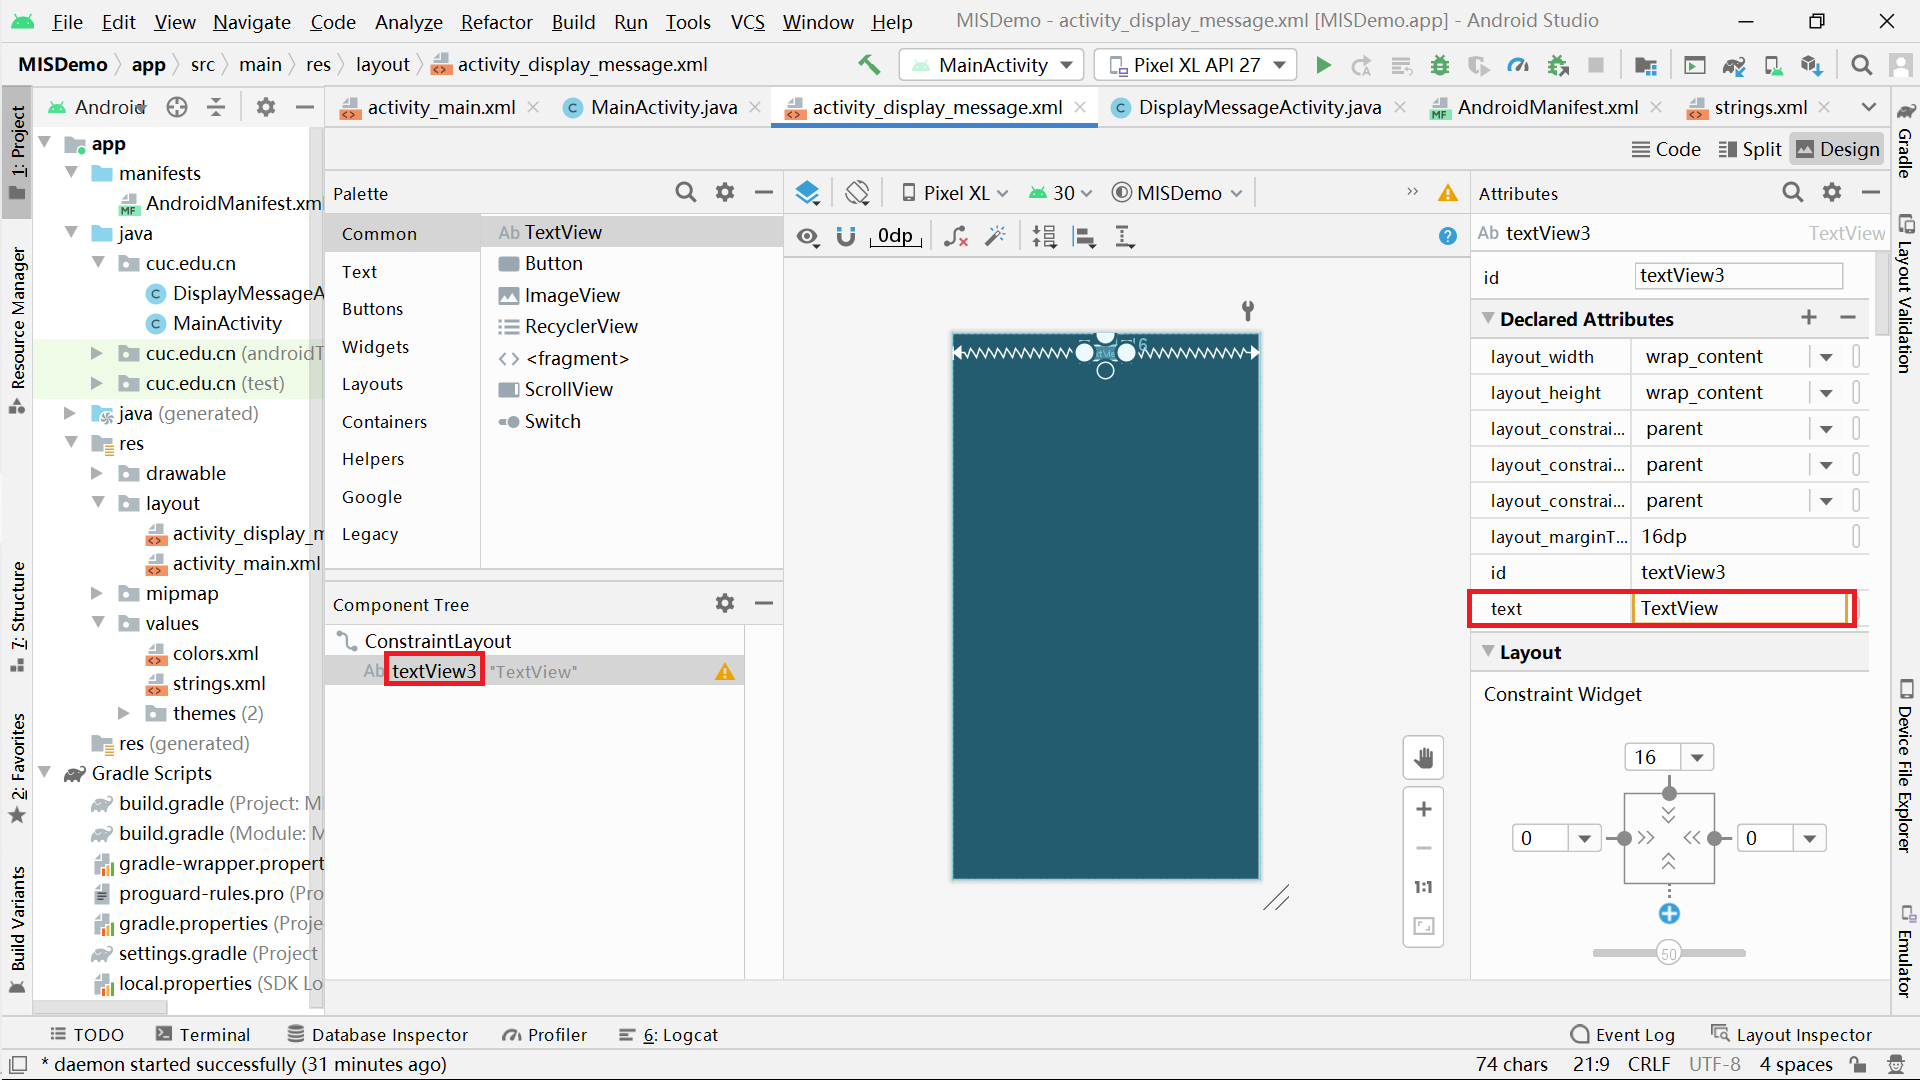 File Edit View Navigate Code Analyze Refactor Build Run Tools VCS Window Help MISDemo - activity_display_message.xml [MISDemo.app] - Android Studio
MISDemo app src main res layout activity_display_message.xml MainActivity Pixel XL API 27
Android activity_main.xml MainActivity.java activity_display_message.xml DisplayMessageActivity.java AndroidManifest.xml strings.xml
Code Split Design
1: Project
Resource Manager
7: Structure
2: Favorites
Build Variants
app
manifests
AndroidManifest.xml
java
cuc.edu.cn
DisplayMessageA
MainActivity
cuc.edu.cn (androidT
cuc.edu.cn (test)
java (generated)
res
drawable
layout
activity_display_m
activity_main.xml
mipmap
values
colors.xml
strings.xml
themes (2)
res (generated)
Gradle Scripts
build.gradle (Project: MI
build.gradle (Module: M
gradle-wrapper.propert
proguard-rules.pro (Pro
gradle.properties (Proje
settings.gradle (Project
local.properties (SDK Lo
Palette
Common
Text
Buttons
Widgets
Layouts
Containers
Helpers
Google
Legacy
Ab TextView
Button
ImageView
RecyclerView
<fragment>
ScrollView
Switch
Component Tree
ConstraintLayout
Ab textView3 "TextView"
Pixel XL 30 MISDemo
0dp
1:1
Attributes
Ab textView3 TextView
id textView3
Declared Attributes
layout_width wrap_content
layout_height wrap_content
layout_constrai... parent
layout_constrai... parent
layout_constrai... parent
layout_marginT... 16dp
id textView3
text TextView
Layout
Constraint Widget
16
0 0
50
Gradle
Layout Validation
Device File Explorer
Emulator
TODO Terminal Database Inspector Profiler 6: Logcat Event Log Layout Inspector
* daemon started successfully (31 minutes ago) 74 chars 21:9 CRLF UTF-8 4 spaces